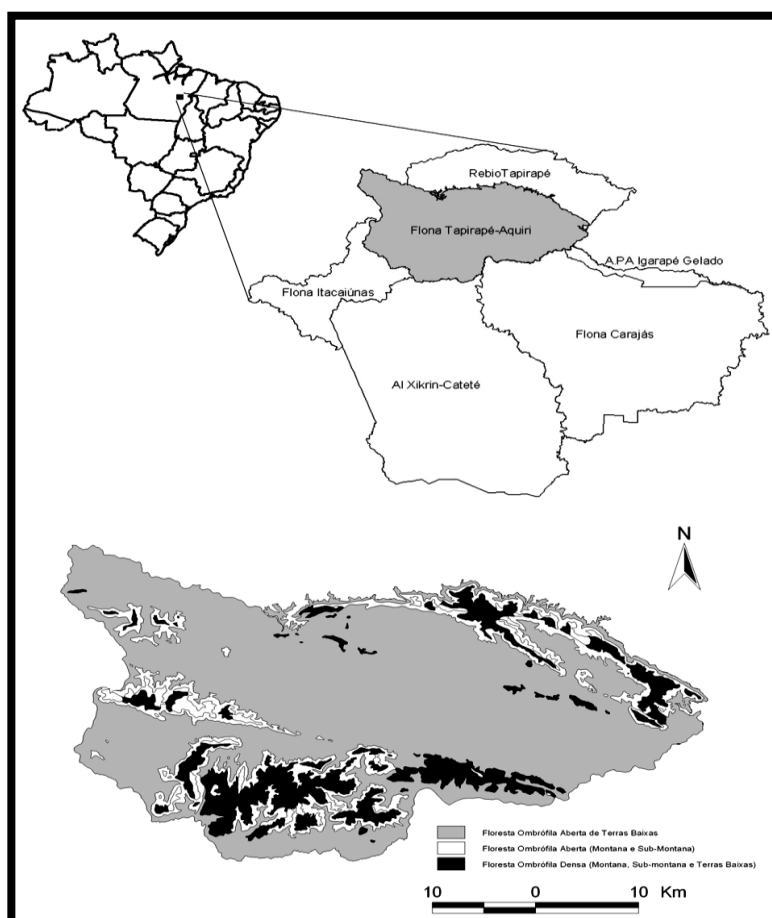 RebioTapirapé
Flona Tapirapé-Aquiri
A.P.A Igarapé Gelado
Flona Itacaiúnas
Flona Carajás
AI Xikrin-Cateté
N
Floresta Ombrófila Aberta de Terras Baixas
Floresta Ombrófila Aberta (Montana e Sub-Montana)
Floresta Ombrófila Densa (Montana, Sub-montana e Terras Baixas)
10 0 10 Km